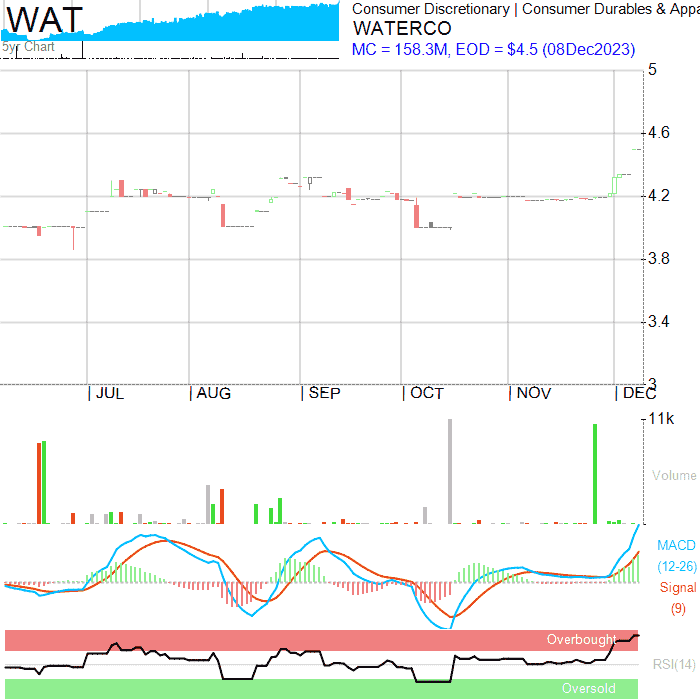 WAT
5yr Chart
Consumer Discretionary | Consumer Durables & Appa
WATERCO
MC = 158.3M, EOD = $4.5 (08Dec2023)
5
4.6
4.2
3.8
3.4
3
| JUL
| AUG
| SEP
| OCT
| NOV
| DEC
11k
Volume
MACD
(12-26)
Signal
(9)
Overbought
RSI(14)
Oversold